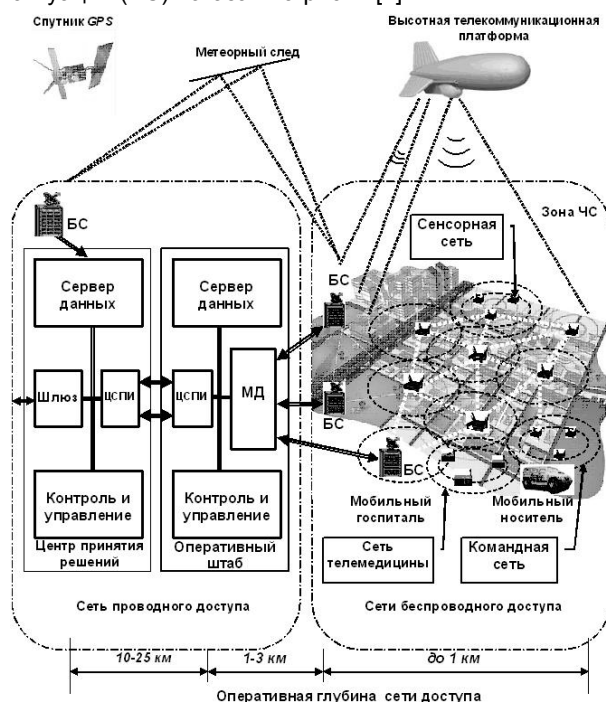 Спутник GPS
Высотная телекоммуникационная
платформа
Метеорный след
Зона ЧС
БС
Сенсорная
сеть
БС
Сервер
данных
Сервер
данных
Шлюз
ЦСПИ
ЦСПИ
МД
БС
БС
Контроль и
управление
Контроль и
управление
Центр принятия
решений
Оперативный
штаб
Мобильный
госпиталь
Мобильный
носитель
Сеть
телемедицины
Командная
сеть
Сеть проводного доступа
Сети беспроводного доступа
10-25 км
1-3 км
до 1 км
Оперативная глубина сети доступа